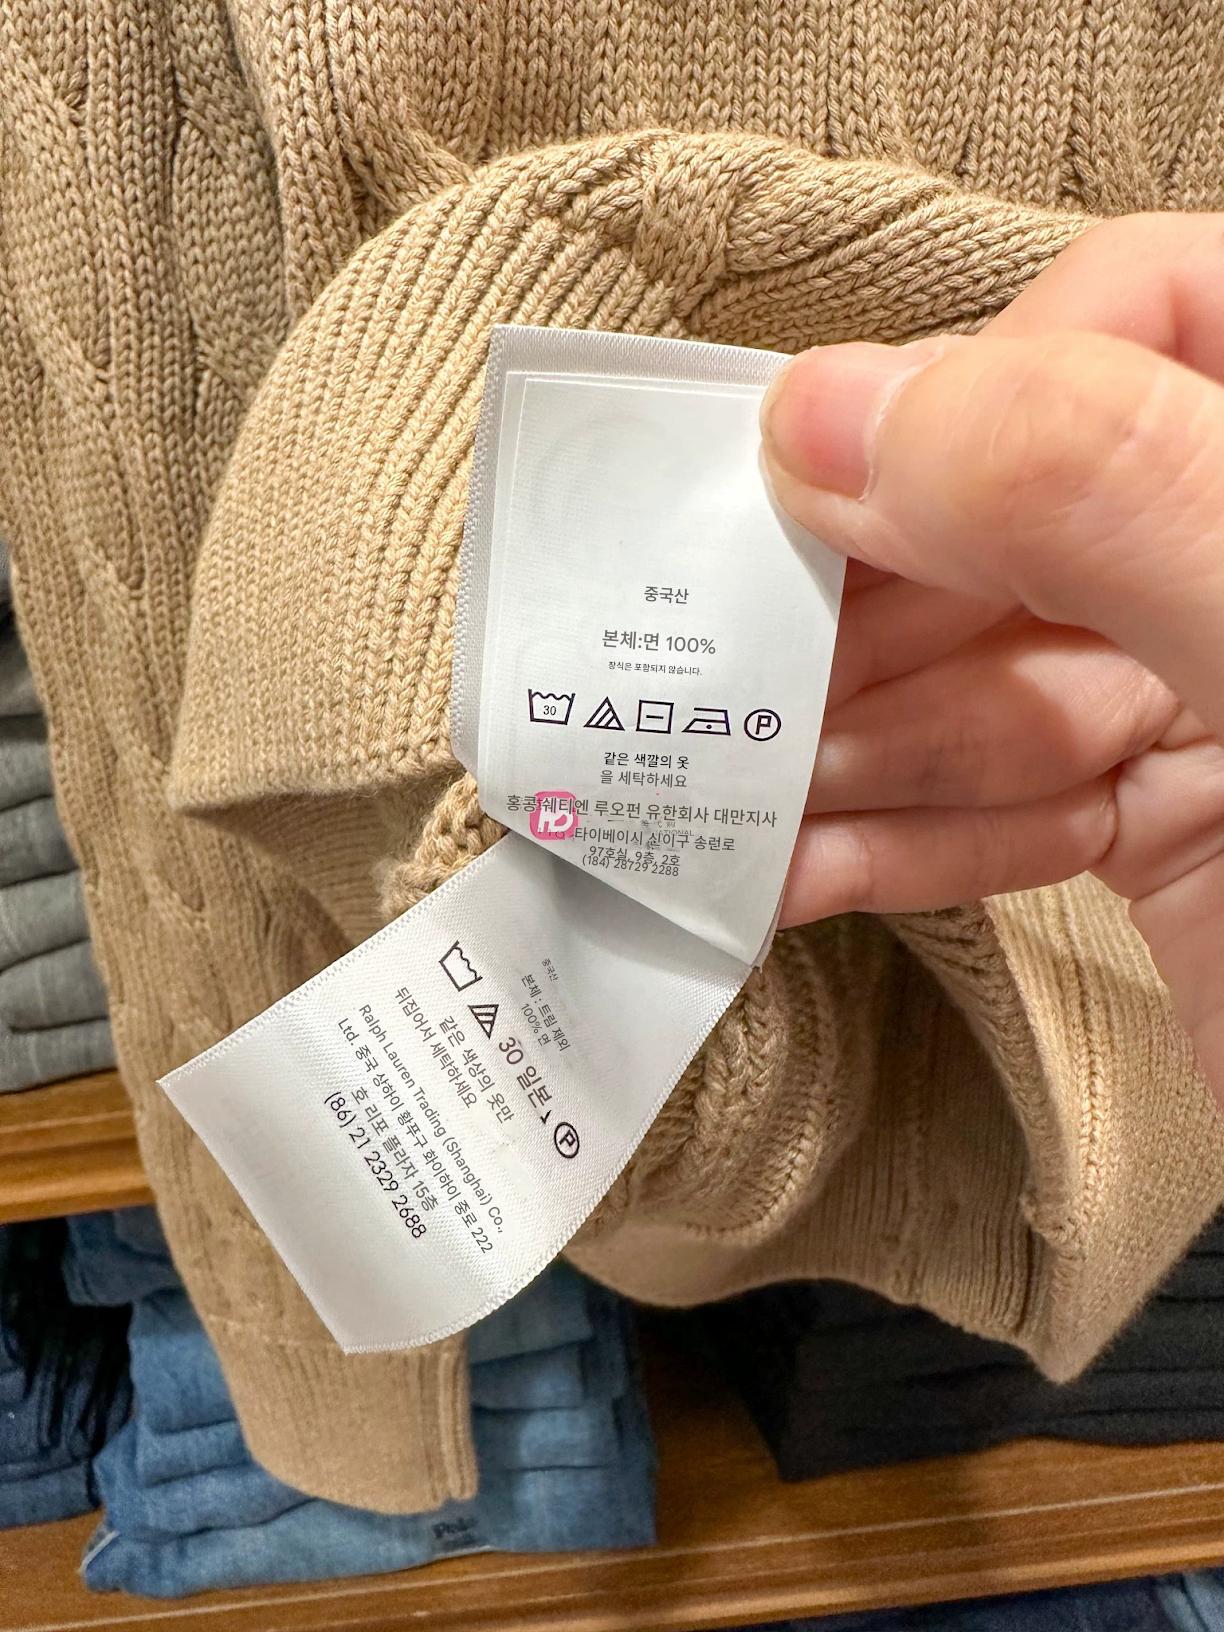 중국산
본체:면 100%
장식은 포함되지 않습니다.
30
P
같은 색깔의 옷
을 세탁하세요
홍콩 쉐티엔 루오펀 유한회사 대만지사
타이베이시 신이구 송런로
97호실, 9층, 2호
(184) 28729 2288
중국산
본체 : 트림 제외
100% 면
30 일본、
P
같은 색상의 옷만
뒤집어서 세탁하세요
Ralph Lauren Trading (Shanghai) Co.,
Ltd. 중국 상하이 황푸구 화이하이 중로 222
호 리포 플라자 15층
(86) 21 2329 2688